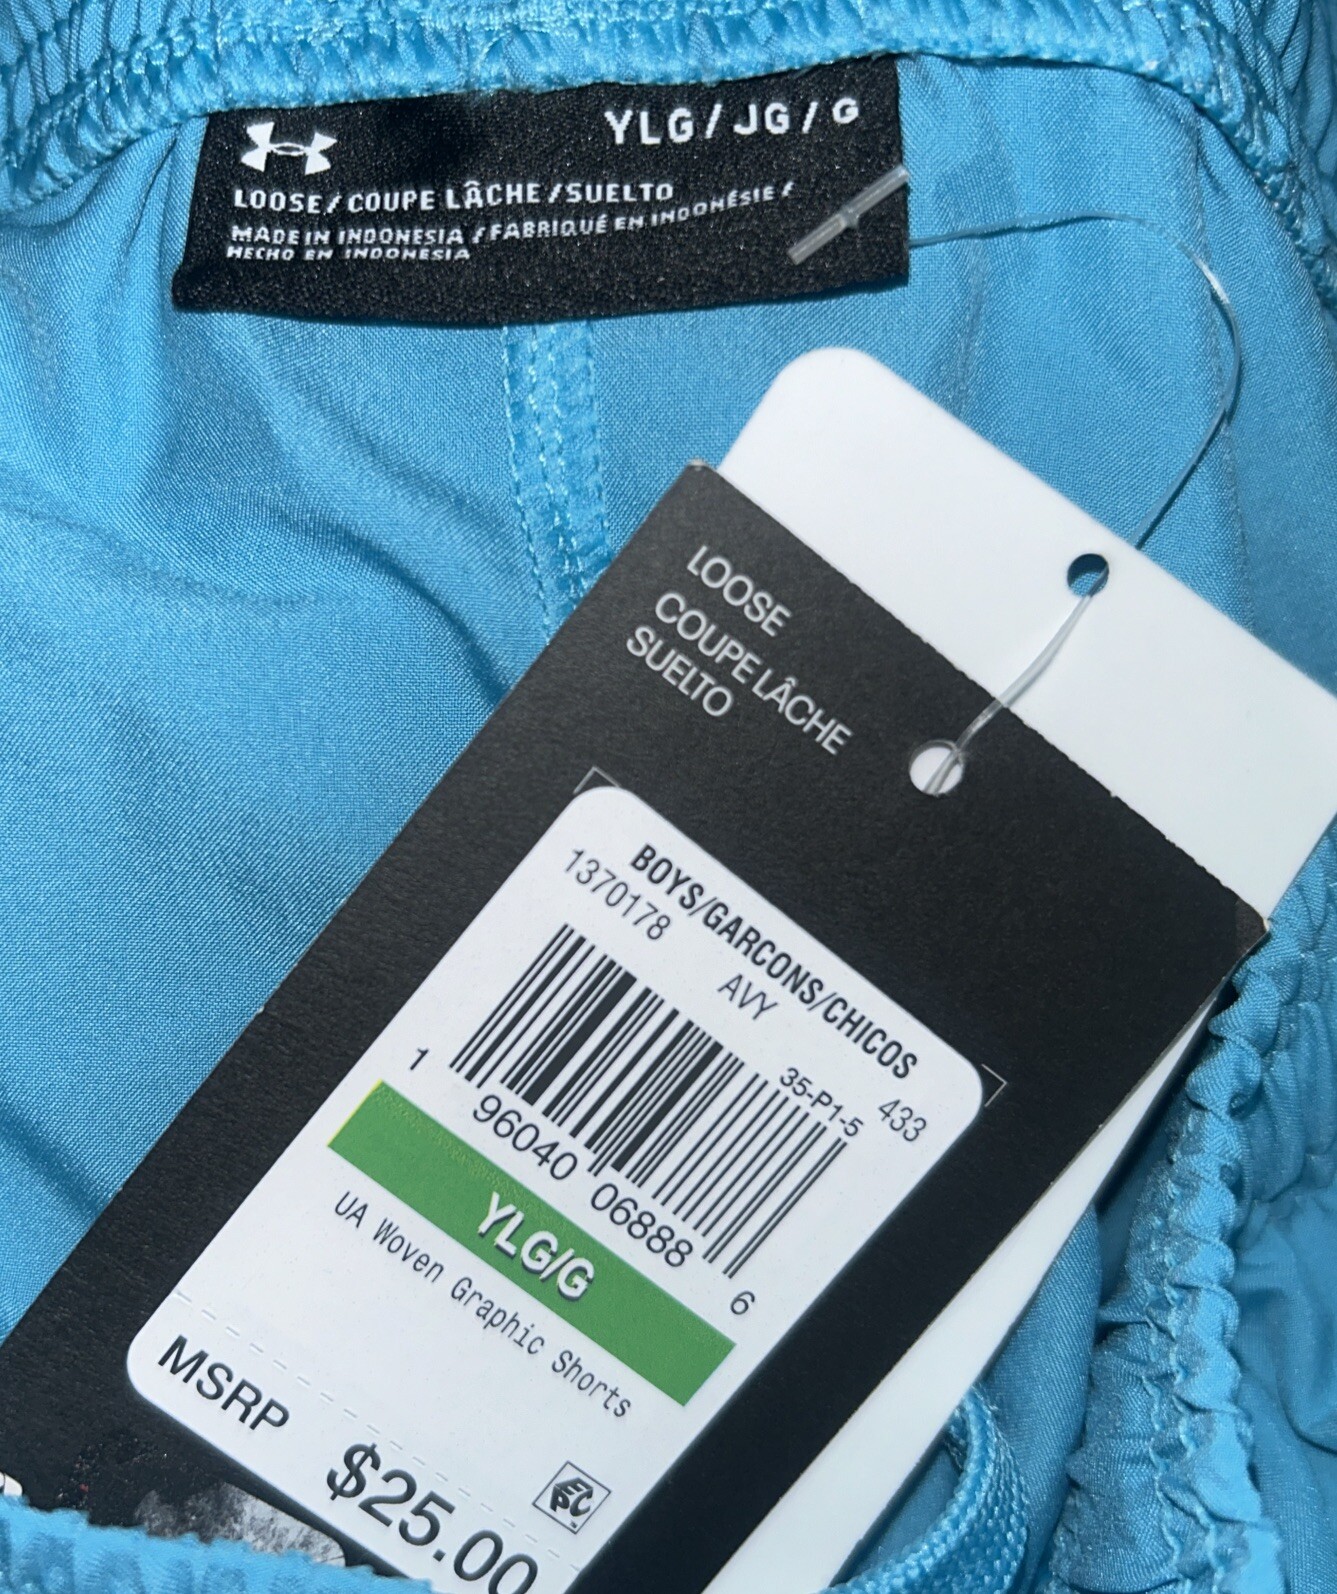 YLG / JG / G
LOOSE / COUPE LÂCHE / SUELTO
MADE IN INDONESIA / FABRIQUÉ EN INDONÉSIE /
HECHO EN INDONESIA
LOOSE
COUPE LÂCHE
SUELTO
BOYS/GARCONS/CHICOS
1370178 AVY 433
35-P1-5
1 96040 06888 6
YLG/G
UA Woven Graphic Shorts
MSRP
$25.00
EPC